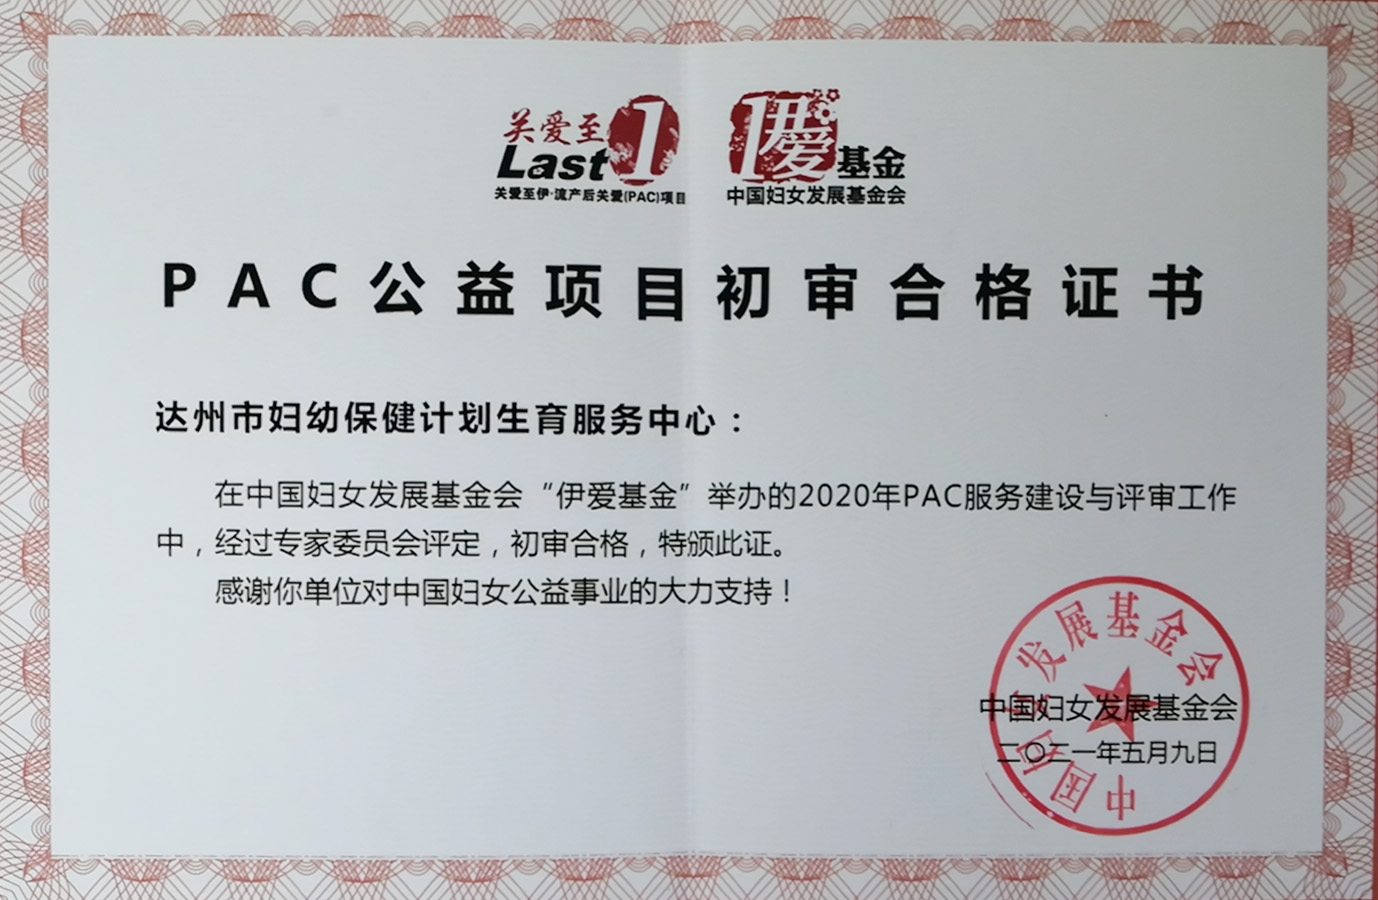 关爱至
Last 1
关爱至伊·流产后关爱(PAC)项目
1伊爱基金
中国妇女发展基金会
PAC公益项目初审合格证书
达州市妇幼保健计划生育服务中心：
在中国妇女发展基金会“伊爱基金”举办的2020年PAC服务建设与评审工作
中，经过专家委员会评定，初审合格，特颁此证。
感谢你单位对中国妇女公益事业的大力支持！
中国妇女发展基金会
中国妇女发展基金会
二〇二一年五月九日